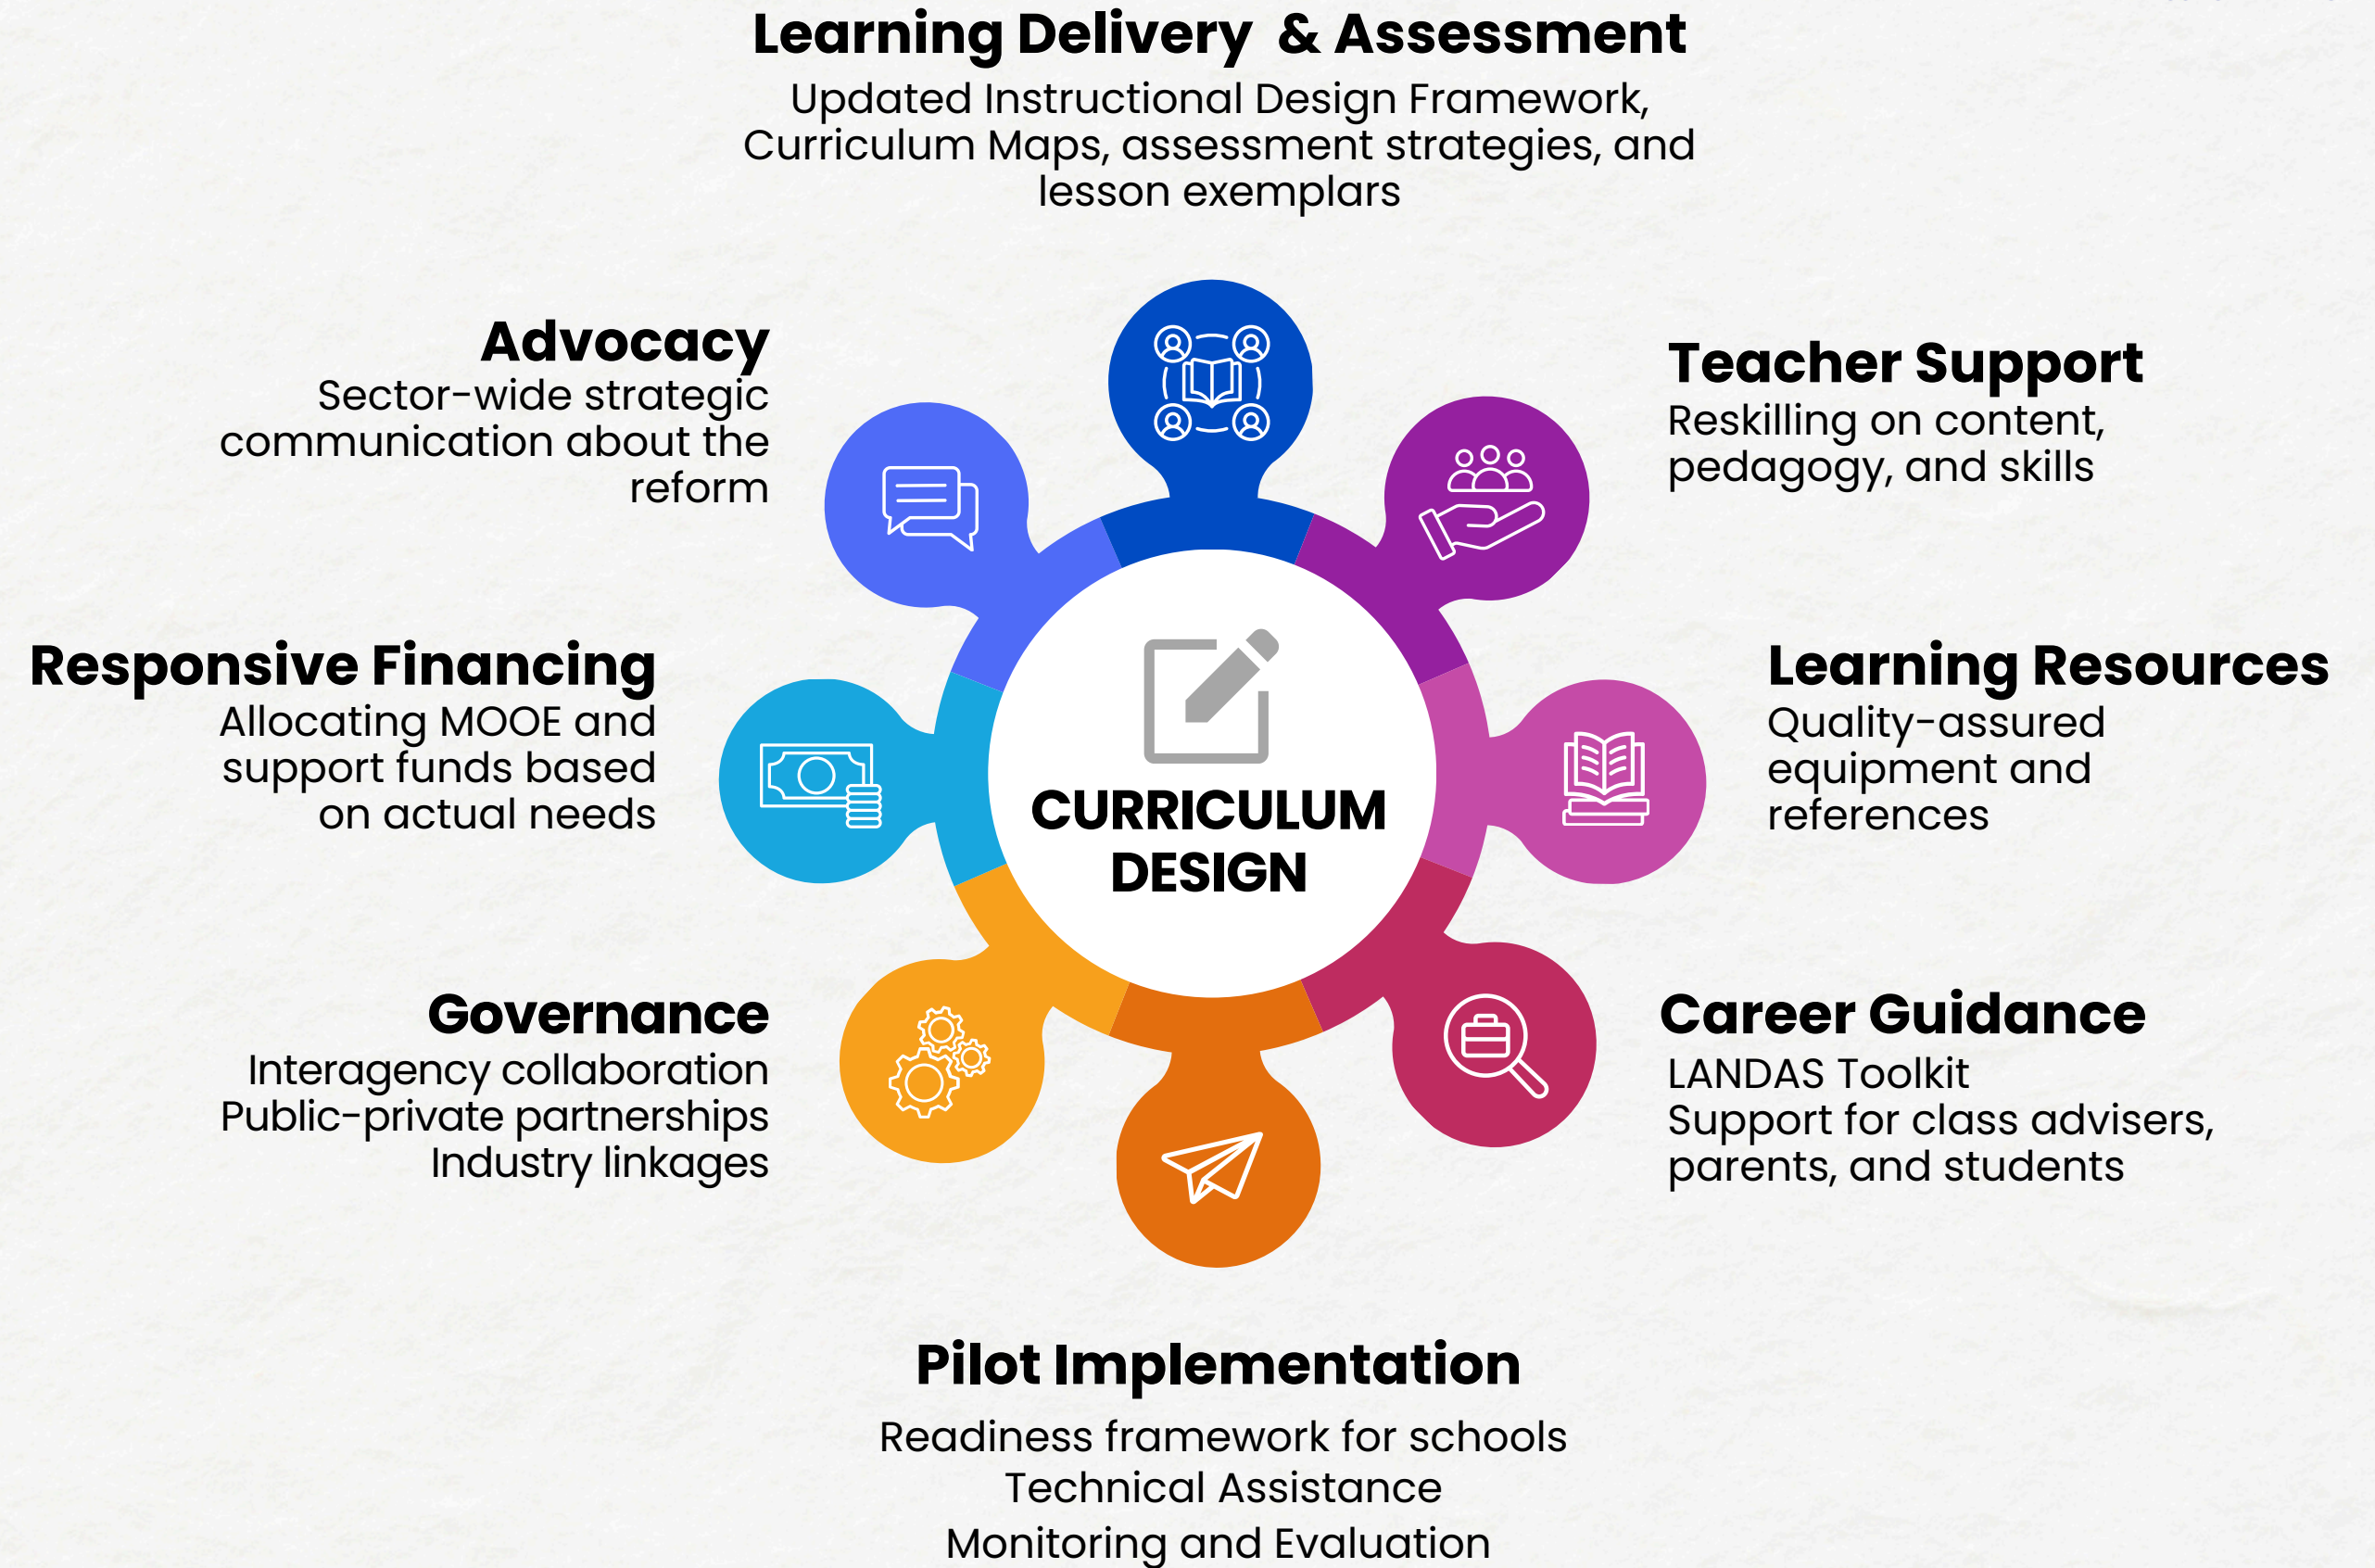 Learning Delivery & Assessment
Updated Instructional Design Framework,
Curriculum Maps, assessment strategies, and
lesson exemplars
Advocacy
Sector-wide strategic
communication about the
reform
Teacher Support
Reskilling on content,
pedagogy, and skills
Responsive Financing
Allocating MOOE and
support funds based
on actual needs
CURRICULUM
DESIGN
Learning Resources
Quality-assured
equipment and
references
Governance
Interagency collaboration
Public-private partnerships
Industry linkages
Career Guidance
LANDAS Toolkit
Support for class advisers,
parents, and students
Pilot Implementation
Readiness framework for schools
Technical Assistance
Monitoring and Evaluation